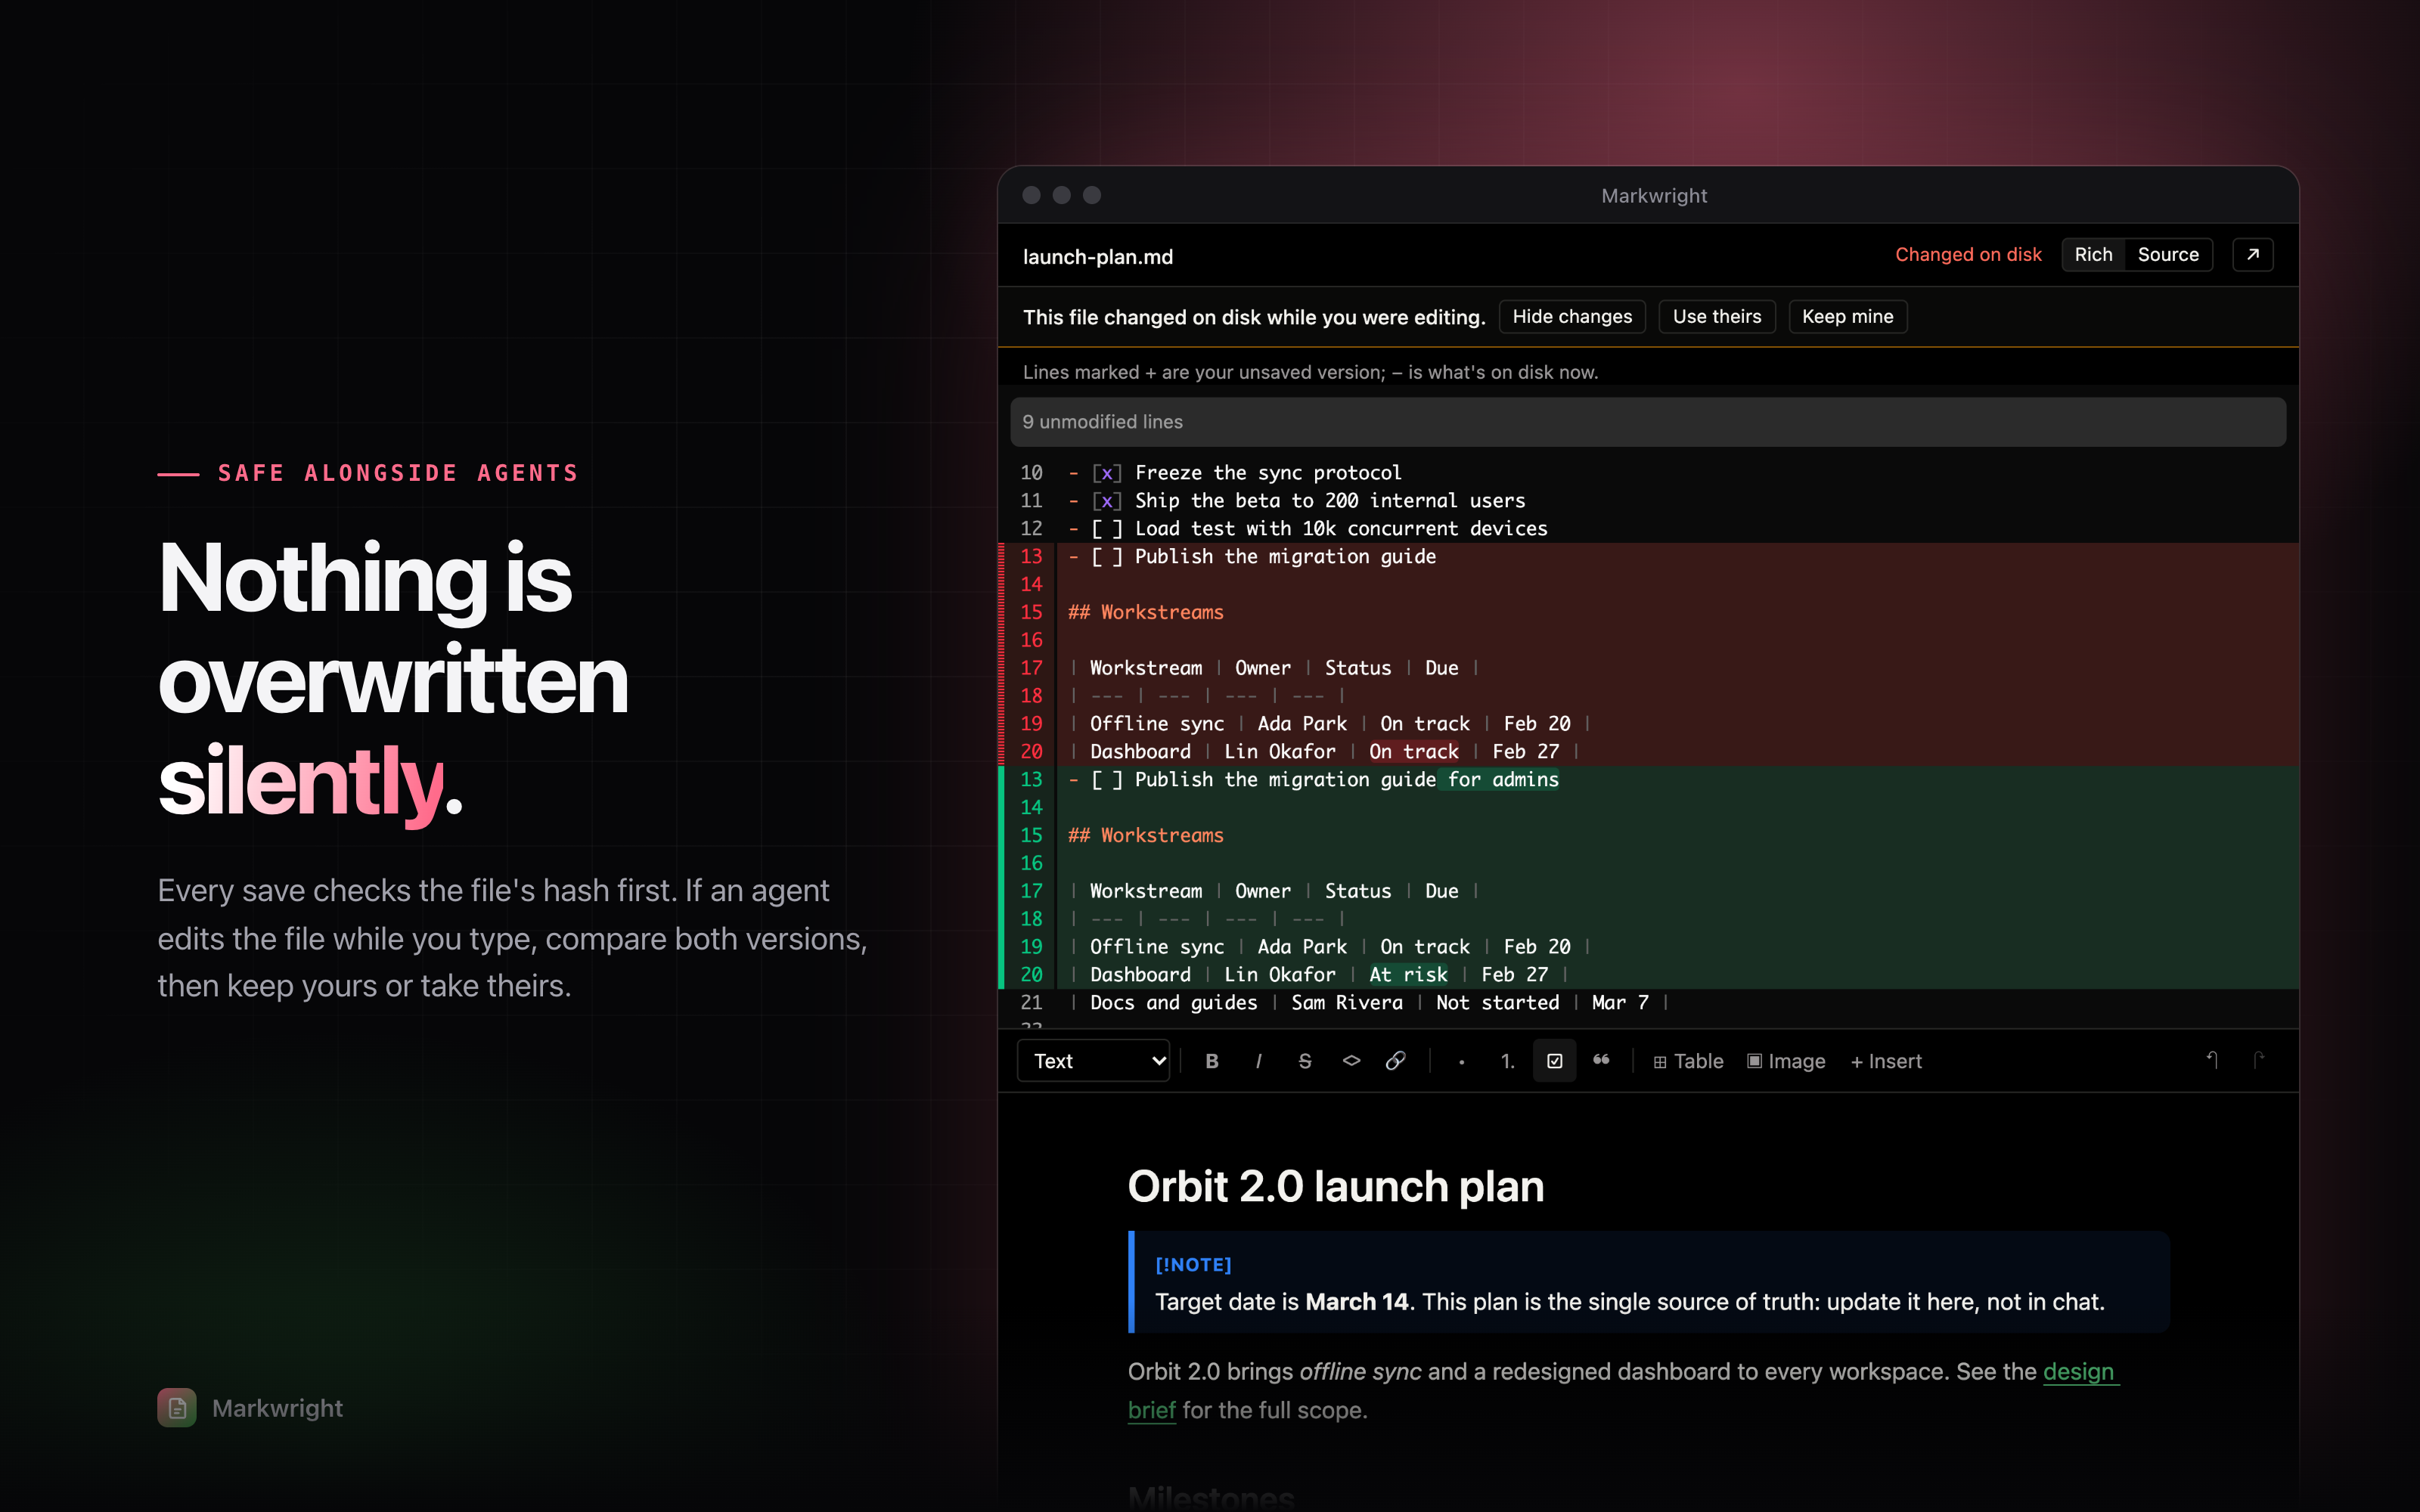 SAFE ALONGSIDE AGENTS
Nothing is
overwritten
silently.
Every save checks the file's hash first. If an agent
edits the file while you type, compare both versions,
then keep yours or take theirs.
Markwright
Markwright
launch-plan.md Changed on disk Rich Source
This file changed on disk while you were editing. Hide changes Use theirs Keep mine
Lines marked + are your unsaved version; – is what's on disk now.
9 unmodified lines
10 - [x] Freeze the sync protocol
11 - [x] Ship the beta to 200 internal users
12 - [ ] Load test with 10k concurrent devices
13 - [ ] Publish the migration guide
14
15 ## Workstreams
16
17 | Workstream | Owner | Status | Due |
18 | --- | --- | --- | --- |
19 | Offline sync | Ada Park | On track | Feb 20 |
20 | Dashboard | Lin Okafor | On track | Feb 27 |
13 - [ ] Publish the migration guide for admins
14
15 ## Workstreams
16
17 | Workstream | Owner | Status | Due |
18 | --- | --- | --- | --- |
19 | Offline sync | Ada Park | On track | Feb 20 |
20 | Dashboard | Lin Okafor | At risk | Feb 27 |
21 | Docs and guides | Sam Rivera | Not started | Mar 7 |
Text B I S <> • 1. ❝ Table Image + Insert
Orbit 2.0 launch plan
[!NOTE]
Target date is March 14. This plan is the single source of truth: update it here, not in chat.
Orbit 2.0 brings offline sync and a redesigned dashboard to every workspace. See the design
brief for the full scope.
Milestones